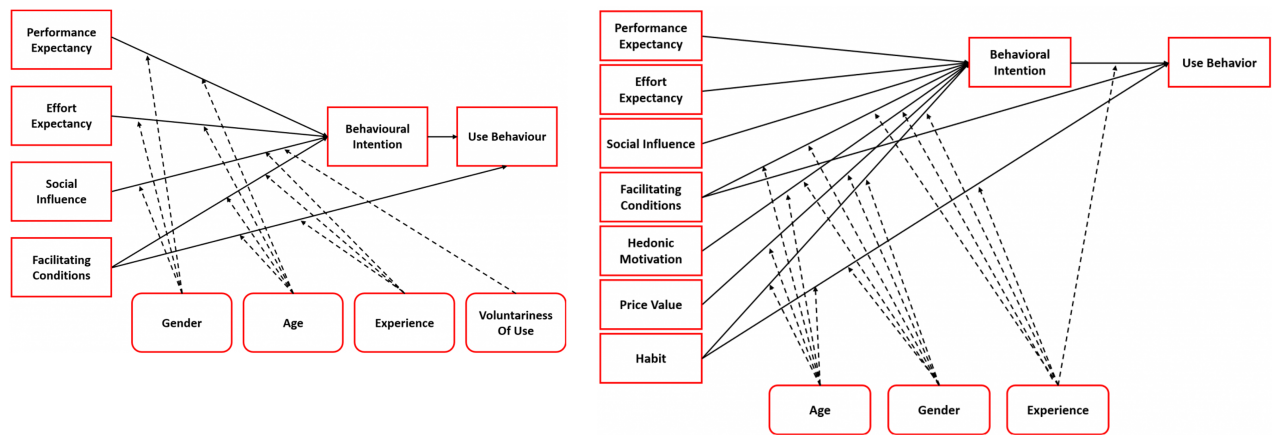 Performance
Expectancy
Effort
Expectancy
Social
Influence
Facilitating
Conditions
Behavioural
Intention
Use Behaviour
Gender
Age
Experience
Voluntariness
Of Use
Performance
Expectancy
Effort
Expectancy
Social Influence
Facilitating
Conditions
Hedonic
Motivation
Price Value
Habit
Behavioral
Intention
Use Behavior
Age
Gender
Experience